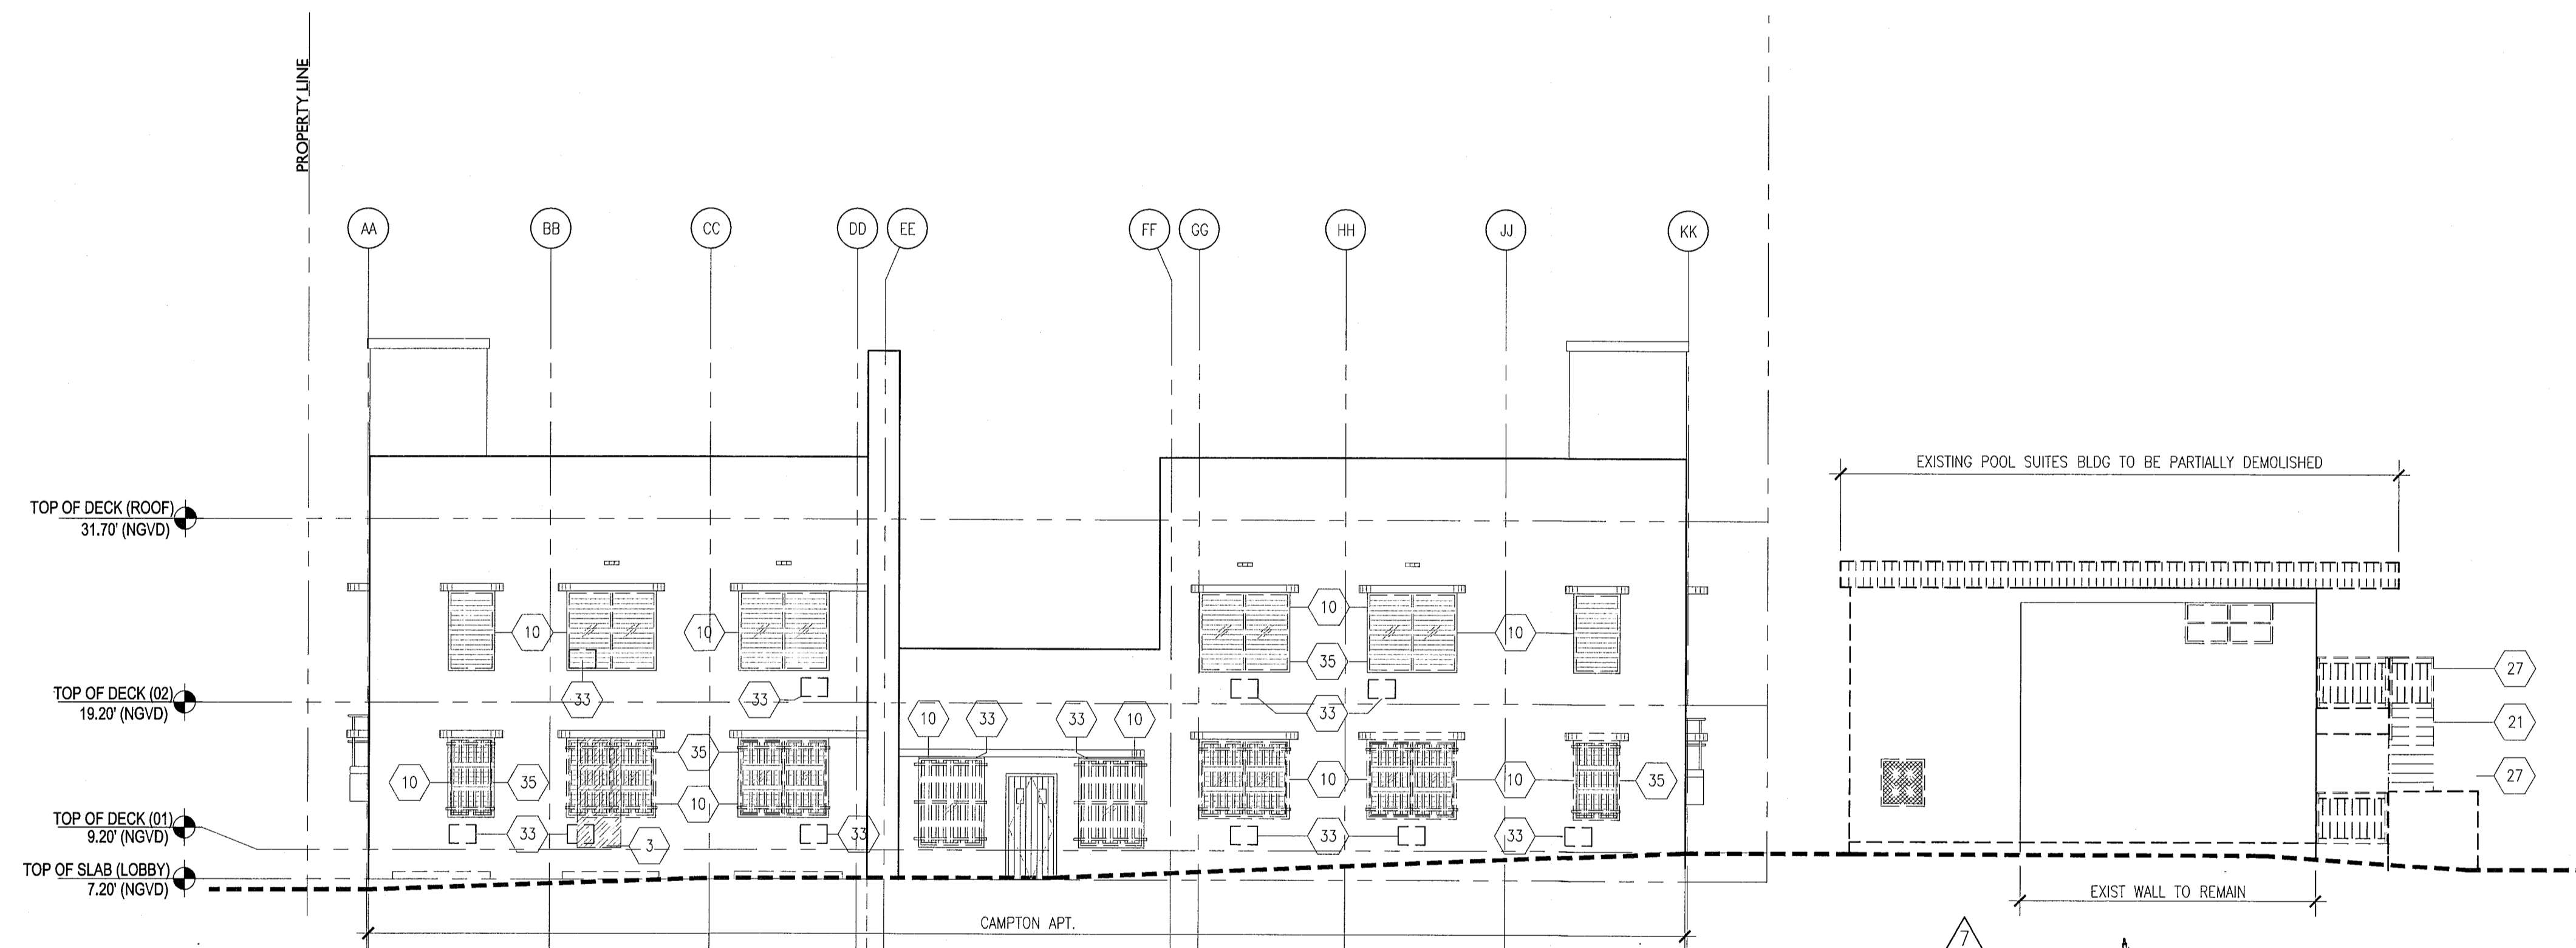 PROPERTY LINE
AA
BB
CC
DD
EE
FF
GG
HH
JJ
KK
EXISTING POOL SUITES BLDG TO BE PARTIALLY DEMOLISHED
TOP OF DECK (ROOF)
31.70' (NGVD)
10
10
10
10
35
27
TOP OF DECK (02)
19.20' (NGVD)
33
33
33
10
33
33
10
21
35
10
35
10
10
10
35
27
TOP OF DECK (01)
9.20' (NGVD)
33
33
3
33
33
TOP OF SLAB (LOBBY)
7.20' (NGVD)
EXIST WALL TO REMAIN
CAMPTON APT.
7